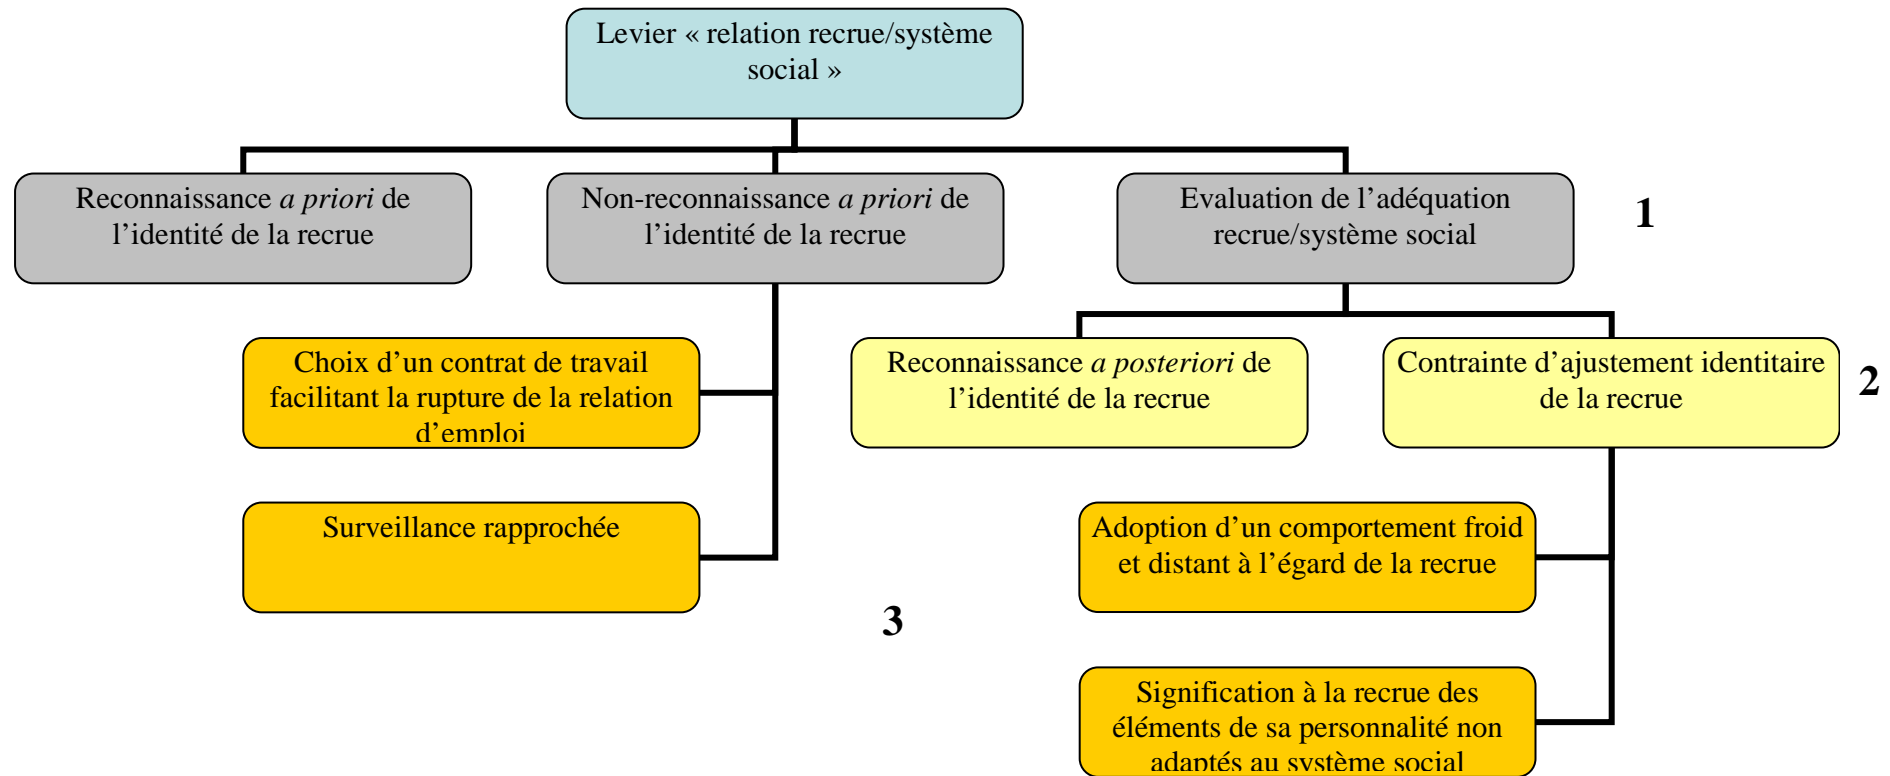 Levier « relation recrue/système
social »
Reconnaissance a priori de
l’identité de la recrue
Non-reconnaissance a priori de
l’identité de la recrue
Evaluation de l’adéquation
recrue/système social
1
Choix d’un contrat de travail
facilitant la rupture de la relation
d’emploi
Reconnaissance a posteriori de
l’identité de la recrue
Contrainte d’ajustement identitaire
de la recrue
2
Surveillance rapprochée
Adoption d’un comportement froid
et distant à l’égard de la recrue
3
Signification à la recrue des
éléments de sa personnalité non
adaptés au système social